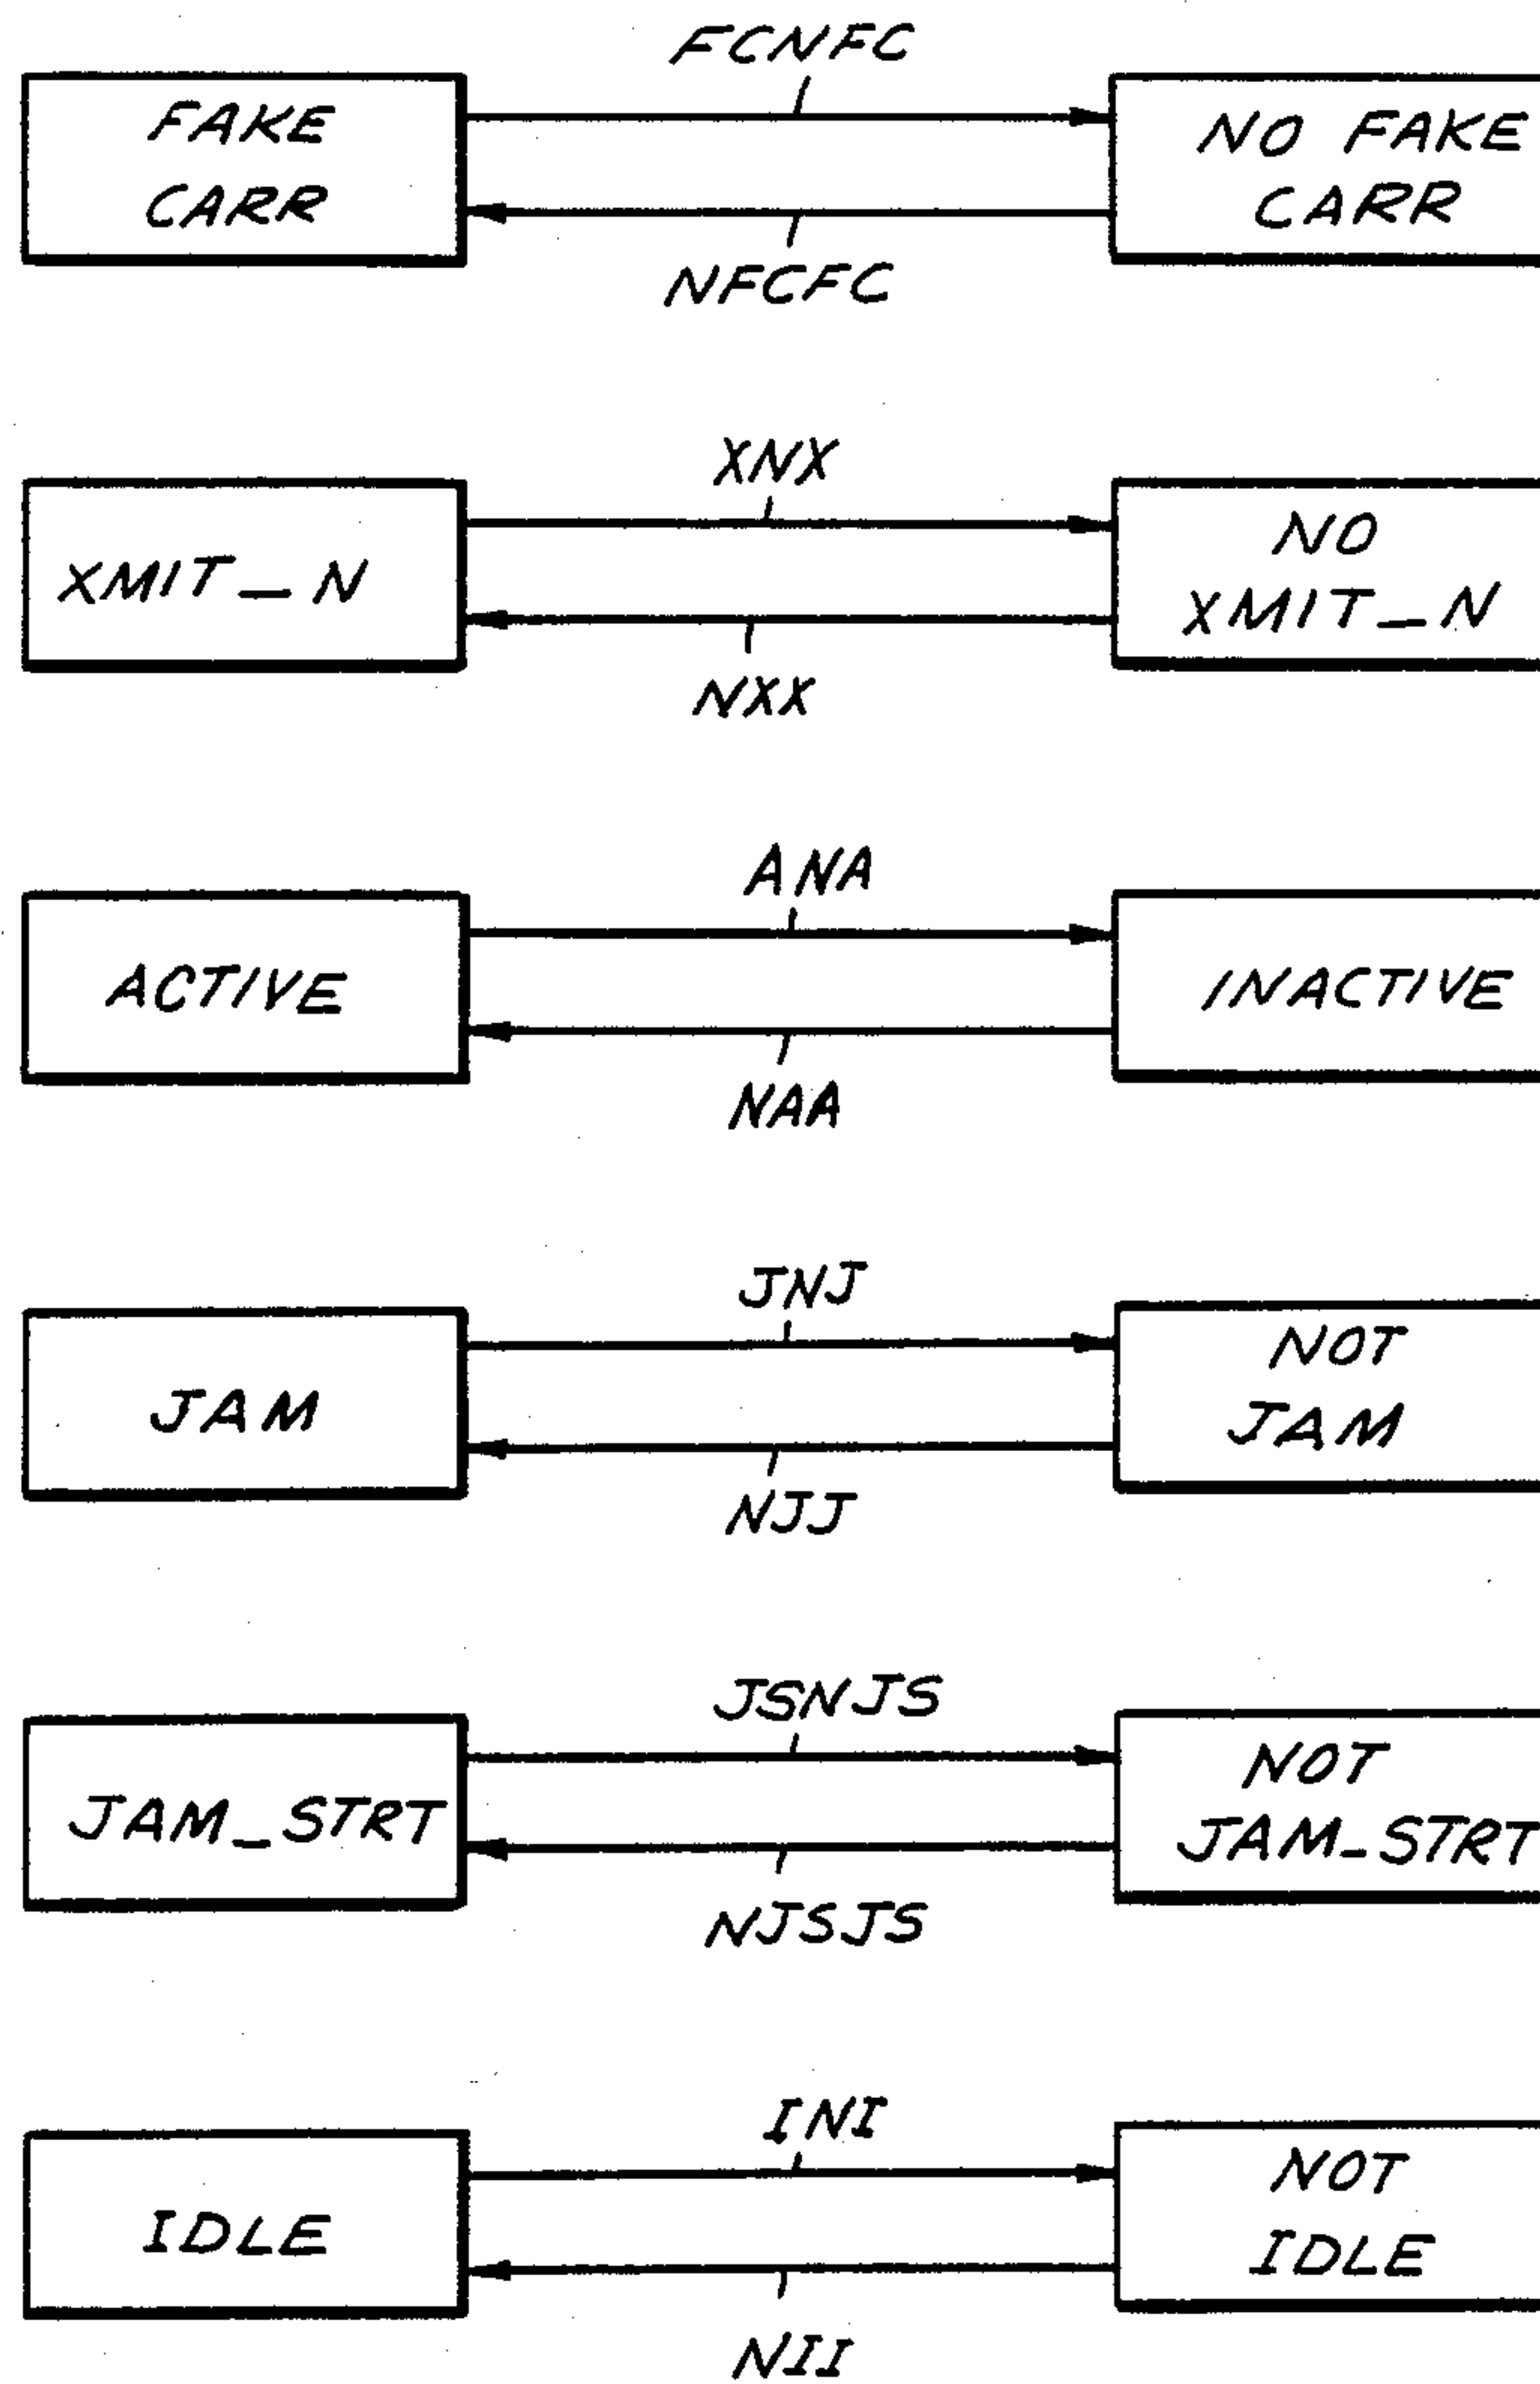 FCNFC
FAKE
CARR
NO FAKE
CARR
NFCFC
XNX
XMIT_N
NO
XMIT_N
NXX
ANA
ACTIVE
INACTIVE
NAA
JNJ
JAM
NOT
JAM
NJJ
JSNJS
JAM_STRT
NOT
JAM_STRT
NJSJS
INI
IDLE
NOT
IDLE
NII